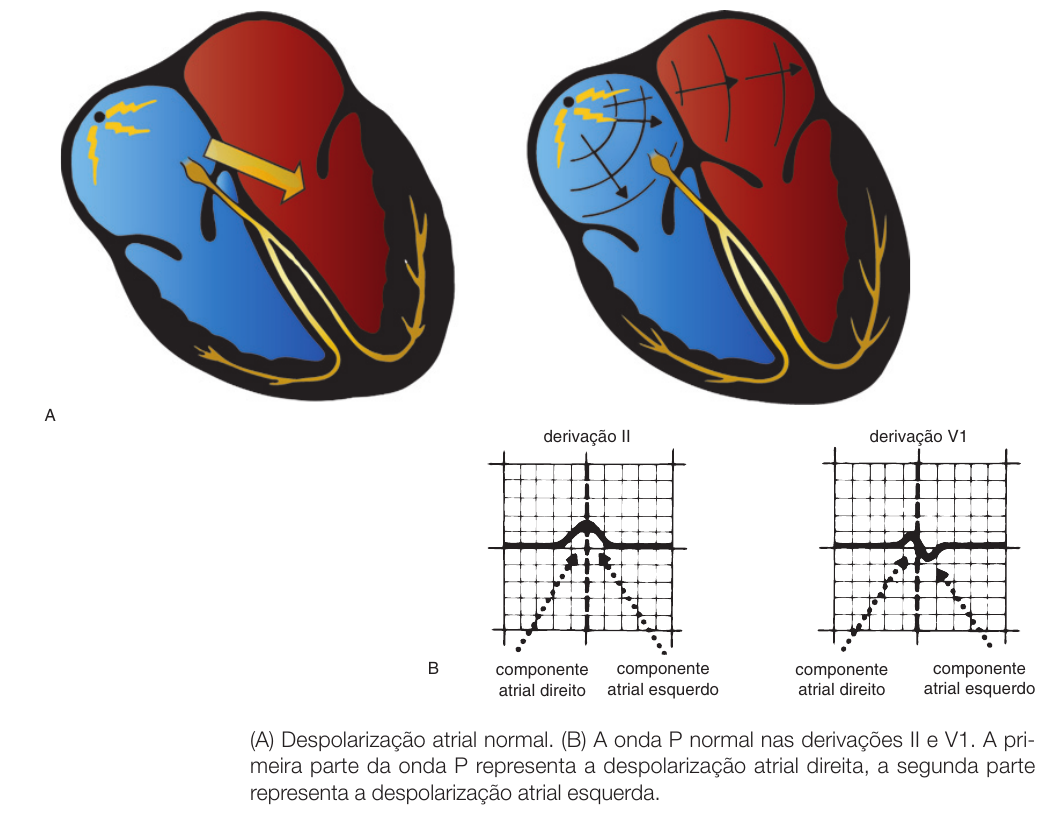 A
derivação II
derivação V1
B
componente
atrial direito
componente
atrial esquerdo
componente
atrial direito
componente
atrial esquerdo
(A) Despolarização atrial normal. (B) A onda P normal nas derivações II e V1. A pri-
meira parte da onda P representa a despolarização atrial direita, a segunda parte
representa a despolarização atrial esquerda.